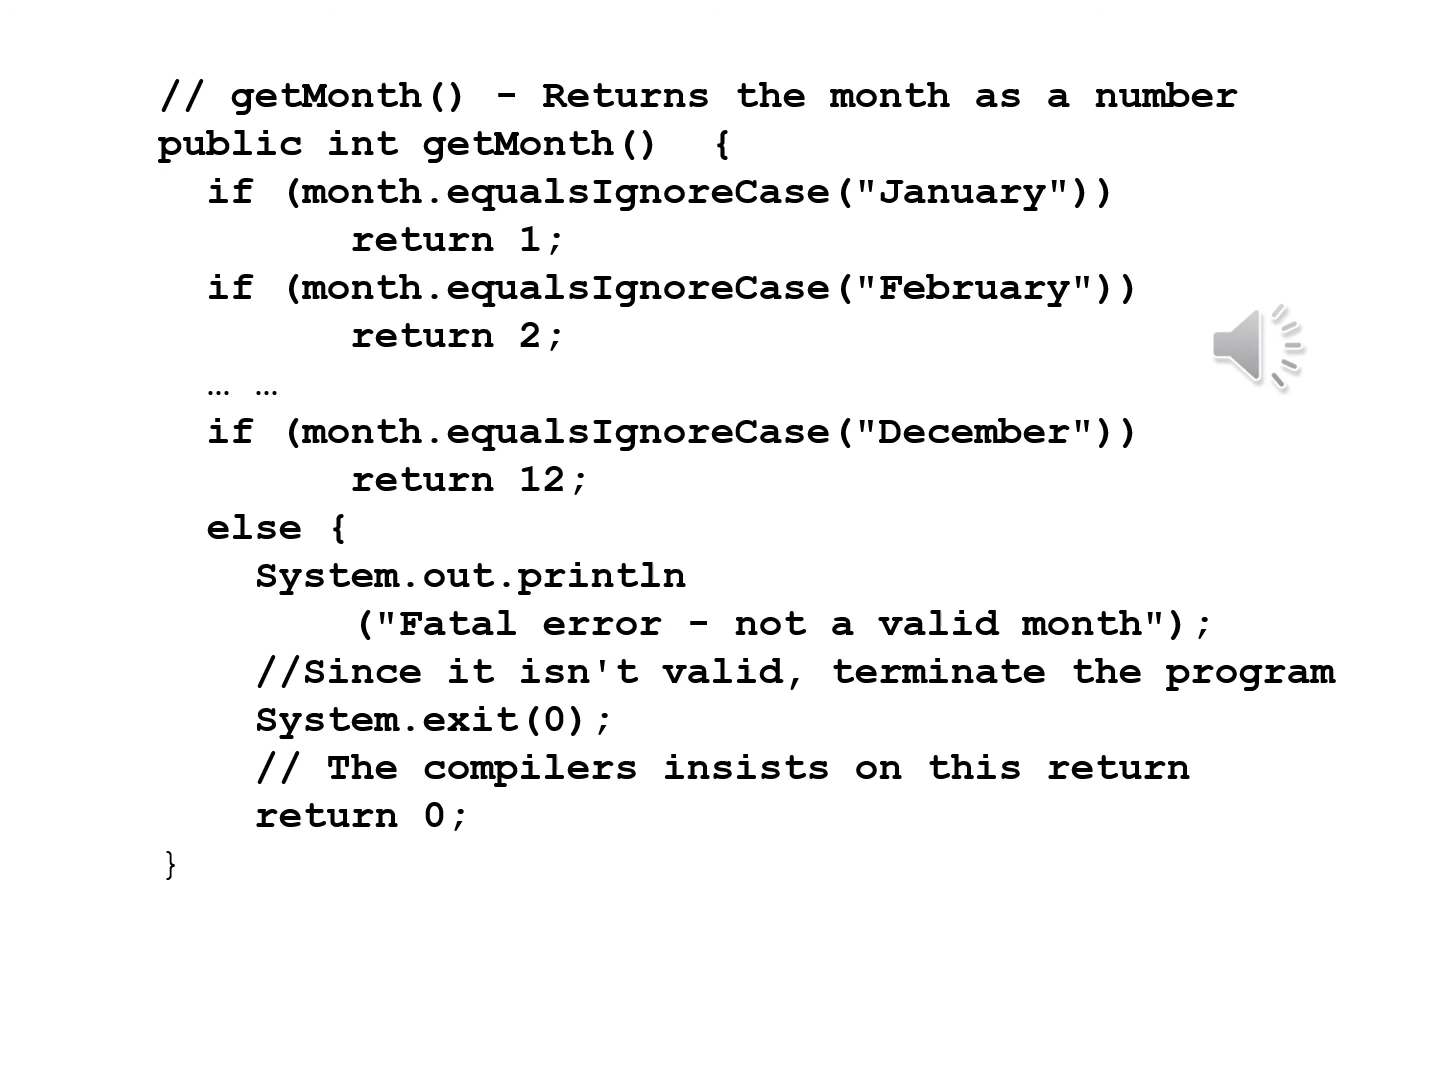 // getMonth() - Returns the month as a number
public int getMonth()  {
  if (month.equalsIgnoreCase("January"))
        return 1;
  if (month.equalsIgnoreCase("February"))
        return 2;
  … …
  if (month.equalsIgnoreCase("December"))
        return 12;
  else {
    System.out.println
        ("Fatal error - not a valid month");
    //Since it isn't valid, terminate the program
    System.exit(0);
    // The compilers insists on this return
    return 0;
}